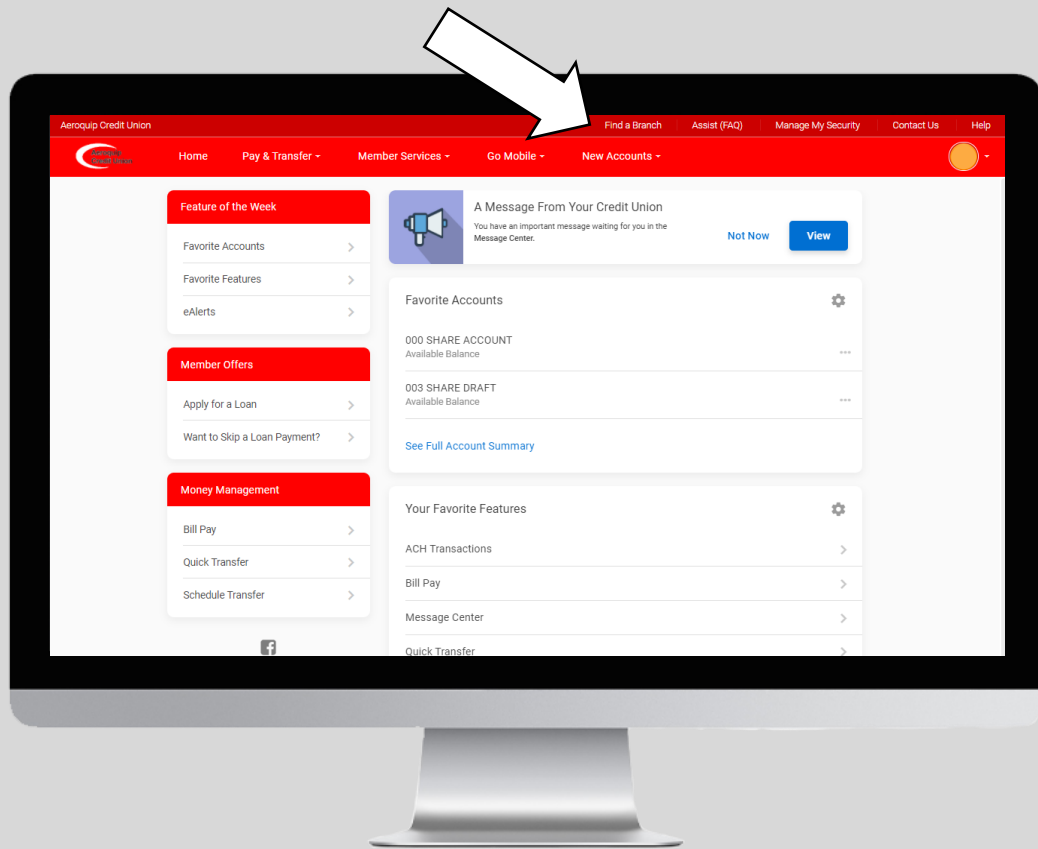 Aeroquip Credit Union
Find a Branch
Assist (FAQ)
Manage My Security
Contact Us
Help
Home
Pay & Transfer
Member Services
Go Mobile
New Accounts
Feature of the Week
Favorite Accounts
Favorite Features
eAlerts
Member Offers
Apply for a Loan
Want to Skip a Loan Payment?
Money Management
Bill Pay
Quick Transfer
Schedule Transfer
A Message From Your Credit Union
You have an important message waiting for you in the
Message Center.
Not Now
View
Favorite Accounts
000 SHARE ACCOUNT
Available Balance
003 SHARE DRAFT
Available Balance
See Full Account Summary
Your Favorite Features
ACH Transactions
Bill Pay
Message Center
Quick Transfer